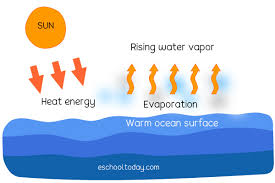 SUN
Rising water vapor
Heat energy
Evaporation
Warm ocean surface
eschooltoday.com